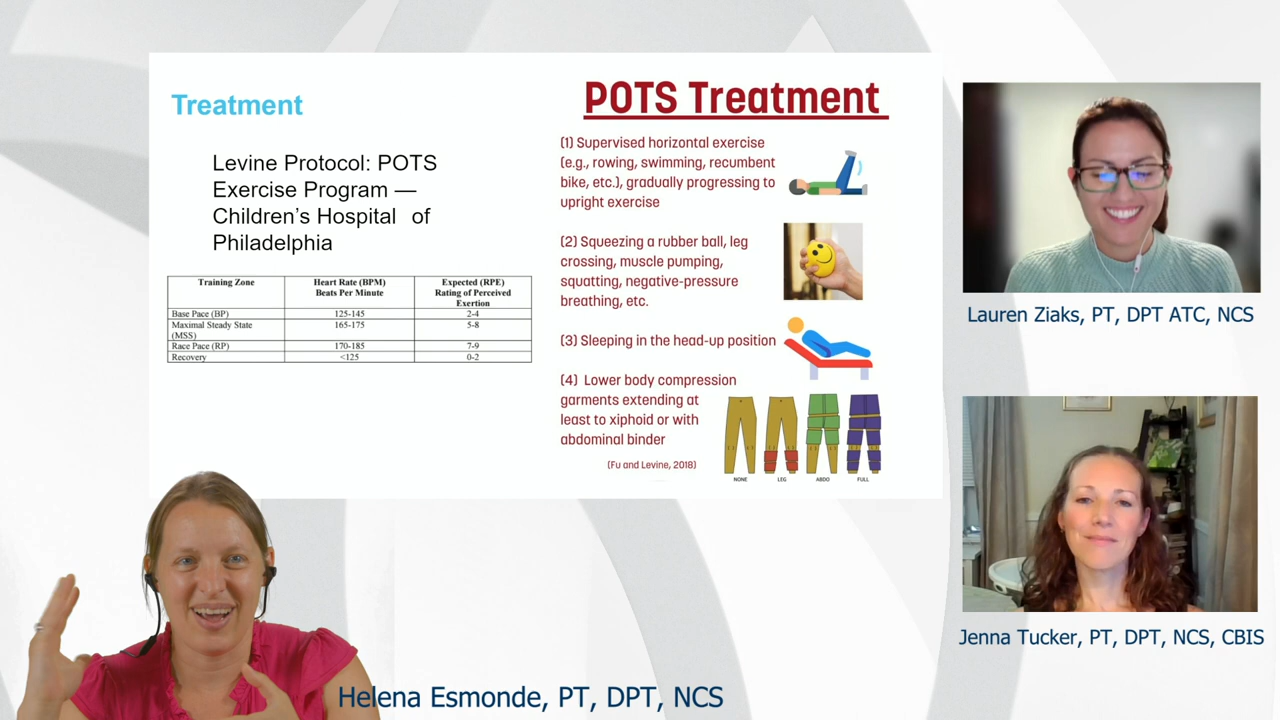 Treatment
Levine Protocol: POTS
Exercise Program —
Children's Hospital of
Philadelphia
Training Zone
Heart Rate (BPM)
Beats Per Minute
Expected (RPE)
Rating of Perceived
Exertion
Base Pace (BP)
125-145
2-4
Maximal Steady State
(MSS)
165-175
5-8
Race Pace (RP)
170-185
7-9
Recovery
<125
0-2
POTS Treatment
(1) Supervised horizontal exercise
(e.g., rowing, swimming, recumbent
bike, etc.), gradually progressing to
upright exercise
(2) Squeezing a rubber ball, leg
crossing, muscle pumping,
squatting, negative-pressure
breathing, etc.
(3) Sleeping in the head-up position
(4) Lower body compression
garments extending at
least to xiphoid or with
abdominal binder
(Fu and Levine, 2018)
NONE
LEG
ABDO
FULL
Lauren Ziaks, PT, DPT ATC, NCS
Jenna Tucker, PT, DPT, NCS, CBIS
Helena Esmonde, PT, DPT, NCS